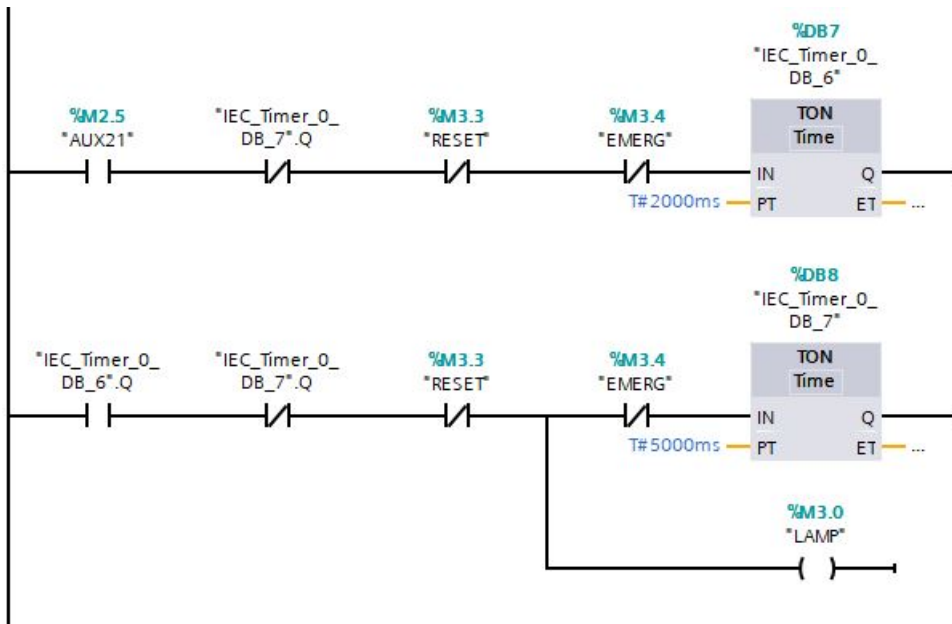 %DB7
"IEC_Timer_0_
DB_6"
%M2.5
"AUX21"
"IEC_Timer_0_
DB_7".Q
%M3.3
"RESET"
%M3.4
"EMERG"
TON
Time
IN Q
T#2000ms PT ET ...
%DB8
"IEC_Timer_0_
DB_7"
"IEC_Timer_0_
DB_6".Q
"IEC_Timer_0_
DB_7".Q
%M3.3
"RESET"
%M3.4
"EMERG"
TON
Time
IN Q
T#5000ms PT ET ...
%M3.0
"LAMP"